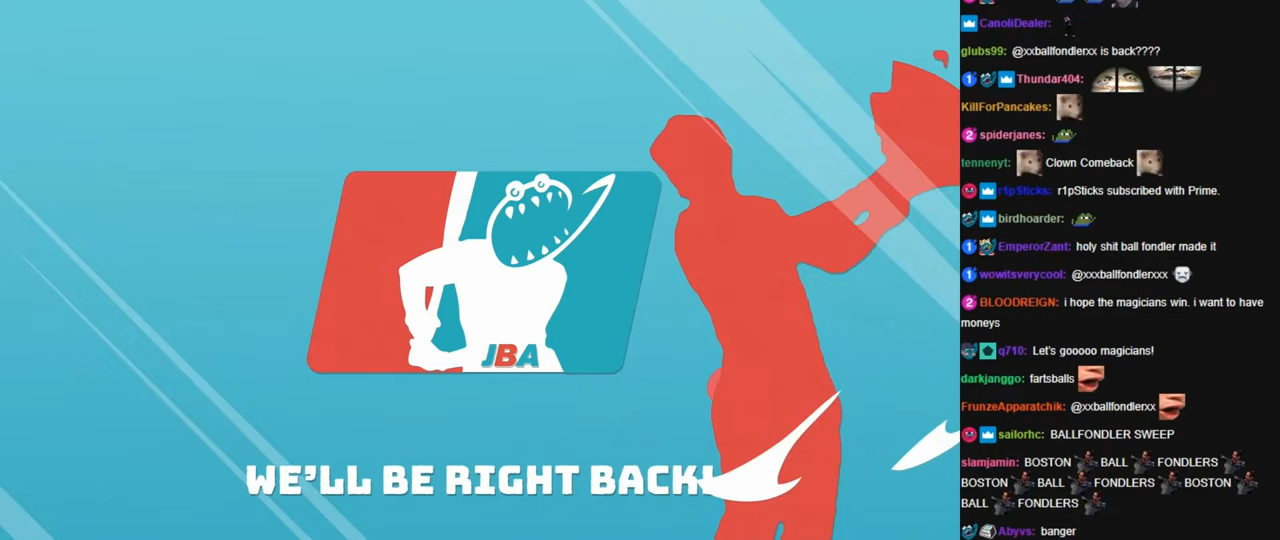 JBA
WE'LL BE RIGHT BACK!
CanoliDealer:
glubs99: @xxballfondlerxx is back????
Thundar404:
KillForPancakes:
spiderjanes:
tennenyt: Clown Comeback
r1pSticks: r1pSticks subscribed with Prime.
birdhoarder:
EmperorZant: holy shit ball fondler made it
wowitsverycool: @xxxballfondlerxxx
BLOODREIGN: i hope the magicians win. i want to have
moneys
q710: Let's gooooo magicians!
darkjanggo: fartsballs
FrunzeApparatchik: @xxballfondlerxx
sailorhc: BALLFONDLER SWEEP
slamjamin: BOSTON BALL FONDLERS
BOSTON BALL FONDLERS BOSTON
BALL FONDLERS
Abyvs: banger